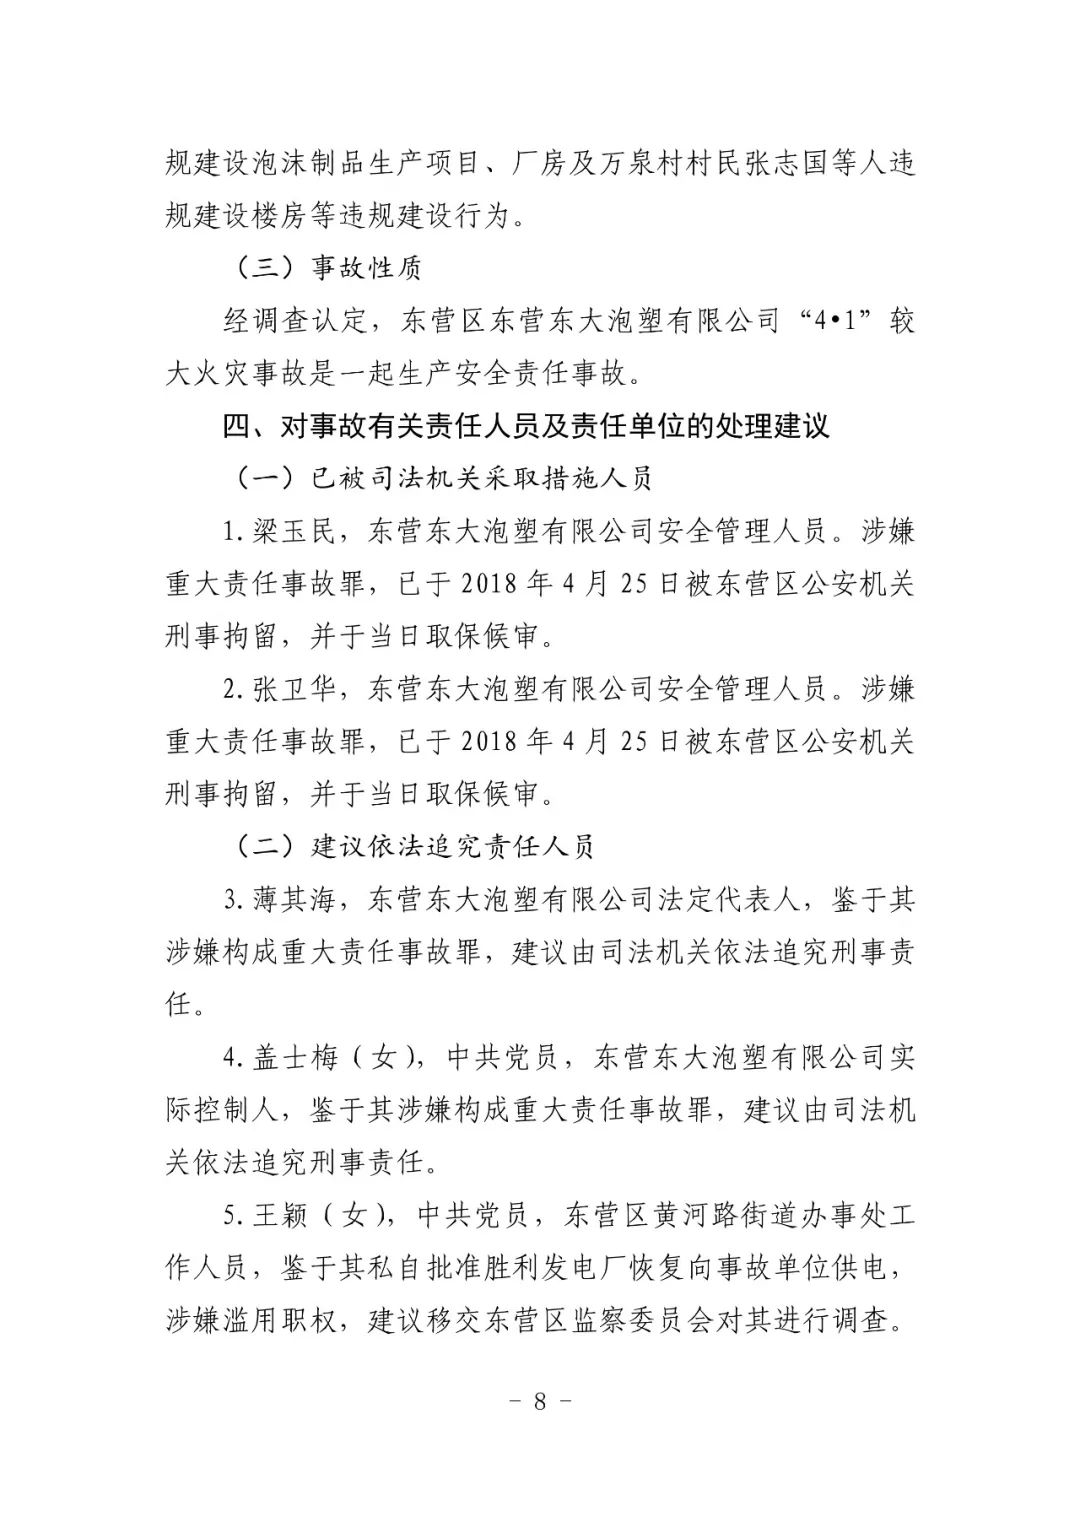 规建设泡沫制品生产项目、厂房及万泉村村民张志国等人违
规建设楼房等违规建设行为。
（三）事故性质
经调查认定，东营区东营东大泡塑有限公司“4•1”较
大火灾事故是一起生产安全责任事故。
四、对事故有关责任人员及责任单位的处理建议
（一）已被司法机关采取措施人员
1.梁玉民，东营东大泡塑有限公司安全管理人员。涉嫌
重大责任事故罪，已于 2018 年 4 月 25 日被东营区公安机关
刑事拘留，并于当日取保候审。
2.张卫华，东营东大泡塑有限公司安全管理人员。涉嫌
重大责任事故罪，已于 2018 年 4 月 25 日被东营区公安机关
刑事拘留，并于当日取保候审。
（二）建议依法追究责任人员
3.薄其海，东营东大泡塑有限公司法定代表人，鉴于其
涉嫌构成重大责任事故罪，建议由司法机关依法追究刑事责
任。
4.盖士梅（女），中共党员，东营东大泡塑有限公司实
际控制人，鉴于其涉嫌构成重大责任事故罪，建议由司法机
关依法追究刑事责任。
5.王颖（女），中共党员，东营区黄河路街道办事处工
作人员，鉴于其私自批准胜利发电厂恢复向事故单位供电，
涉嫌滥用职权，建议移交东营区监察委员会对其进行调查。
- 8 -